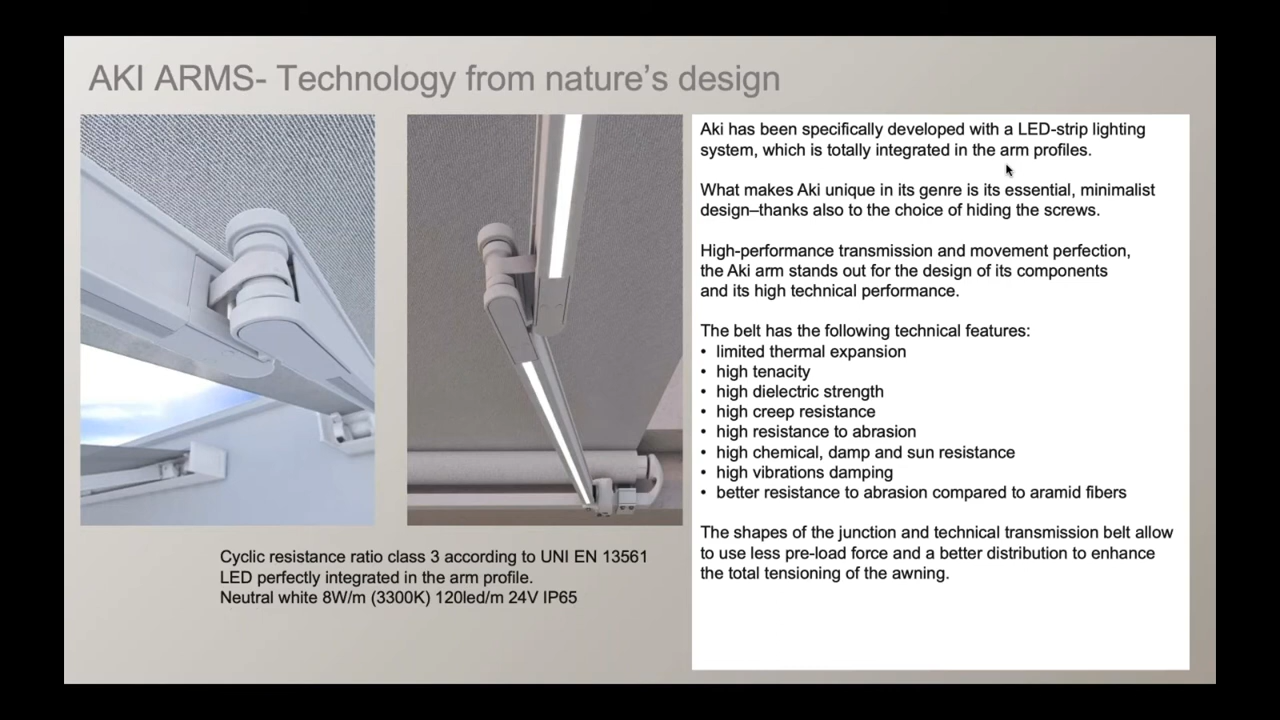 AKI ARMS- Technology from nature's design
Aki has been specifically developed with a LED-strip lighting
system, which is totally integrated in the arm profiles.
What makes Aki unique in its genre is its essential, minimalist
design–thanks also to the choice of hiding the screws.
High-performance transmission and movement perfection,
the Aki arm stands out for the design of its components
and its high technical performance.
The belt has the following technical features:
• limited thermal expansion
• high tenacity
• high dielectric strength
• high creep resistance
• high resistance to abrasion
• high chemical, damp and sun resistance
• high vibrations damping
• better resistance to abrasion compared to aramid fibers
The shapes of the junction and technical transmission belt allow
to use less pre-load force and a better distribution to enhance
the total tensioning of the awning.
Cyclic resistance ratio class 3 according to UNI EN 13561
LED perfectly integrated in the arm profile.
Neutral white 8W/m (3300K) 120led/m 24V IP65